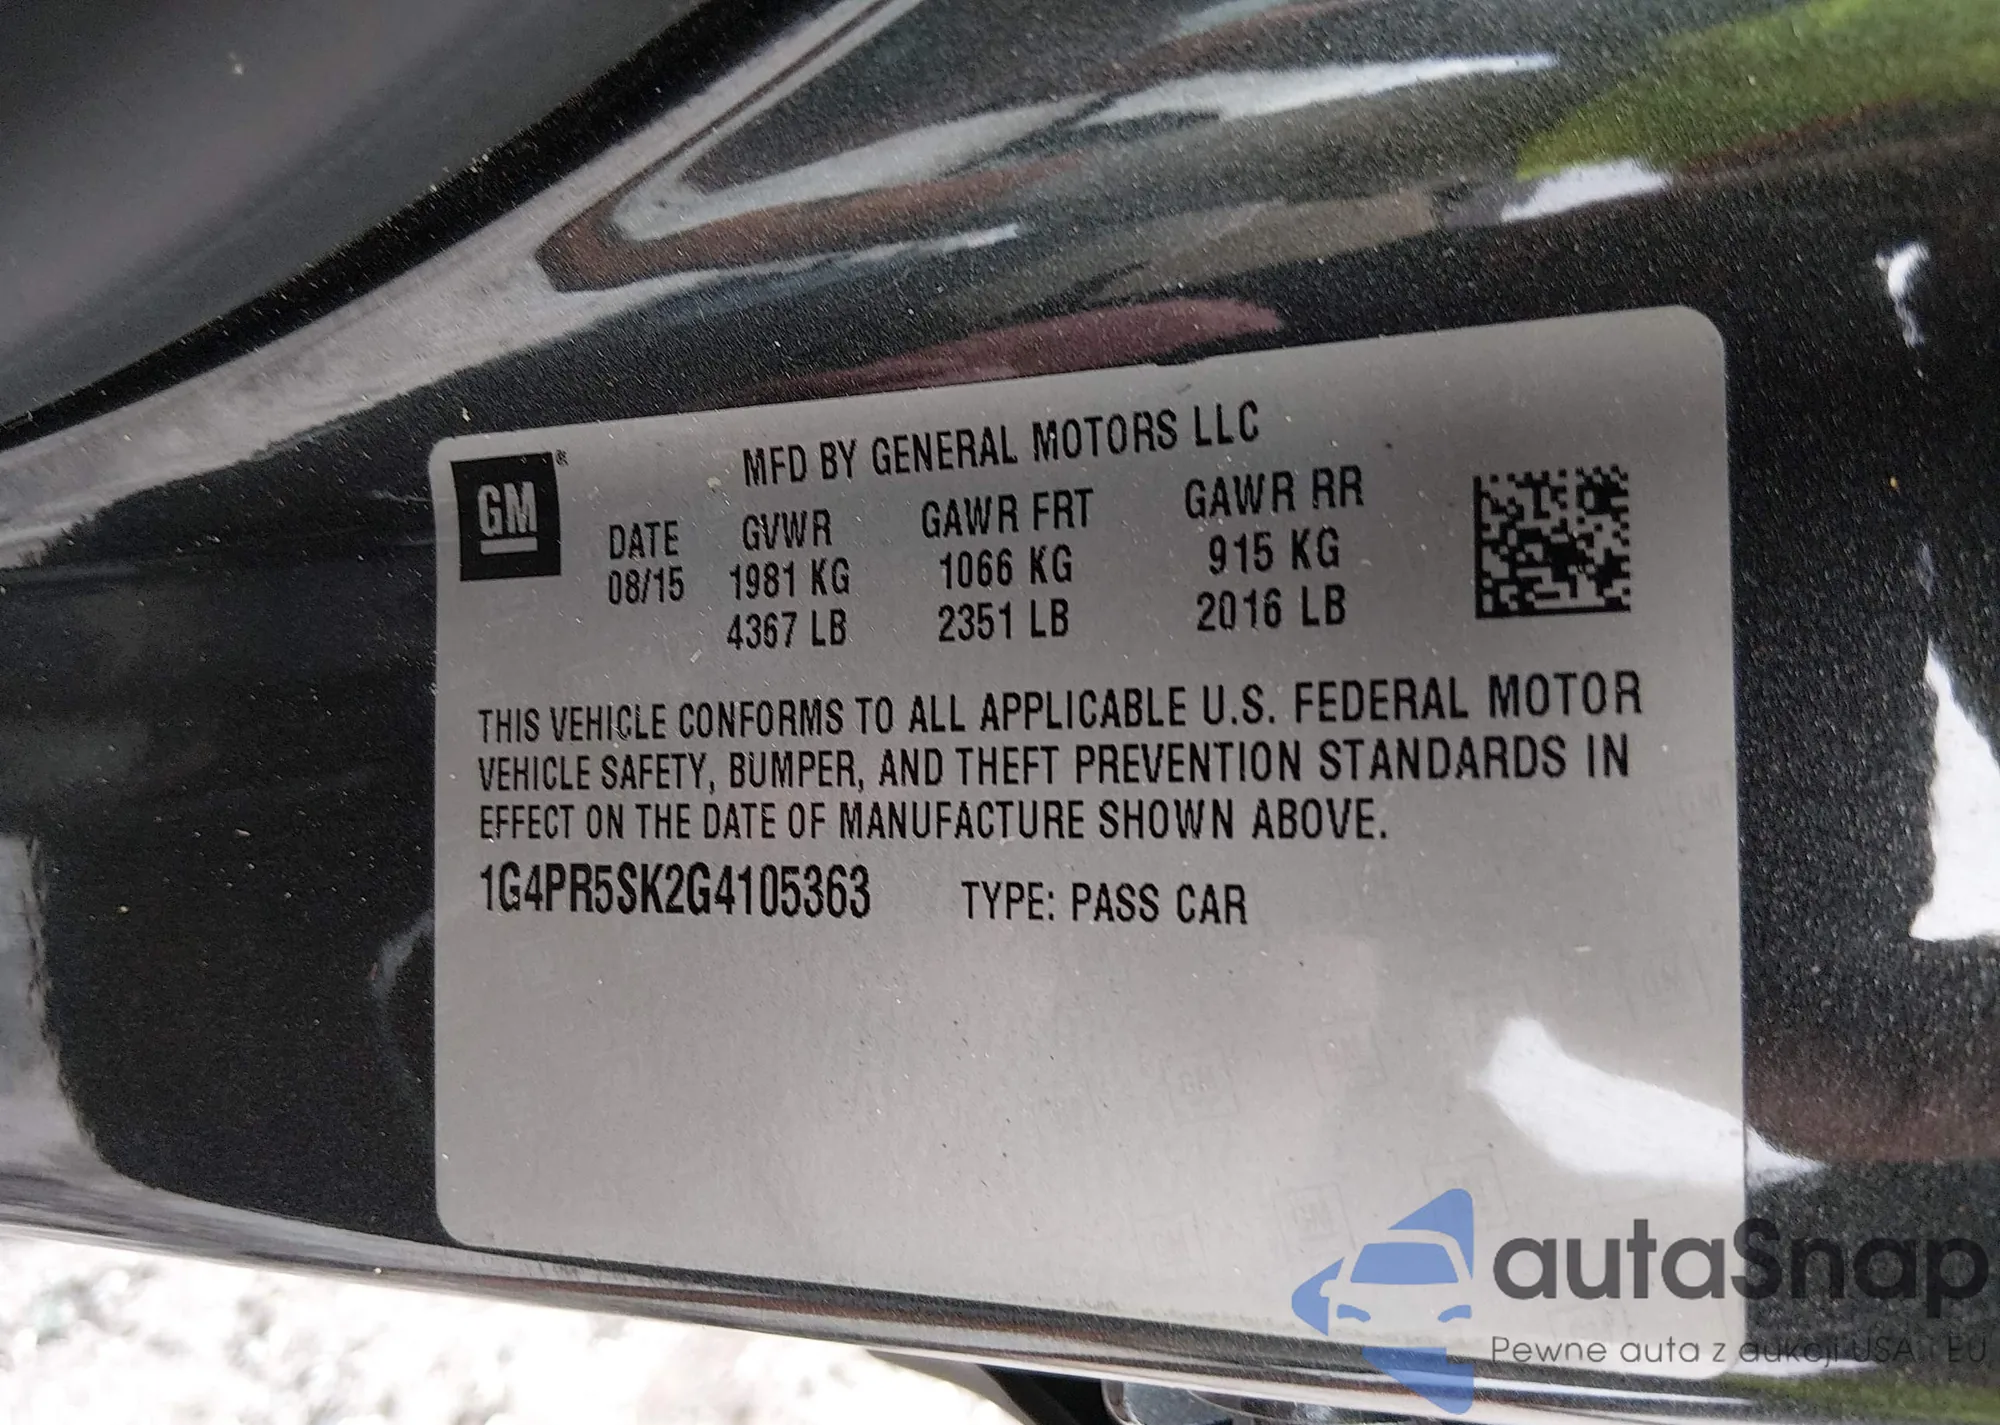 MFD BY GENERAL MOTORS LLC
GM®
DATE GVWR GAWR FRT GAWR RR
08/15 1981 KG 1066 KG 915 KG
4367 LB 2351 LB 2016 LB
THIS VEHICLE CONFORMS TO ALL APPLICABLE U.S. FEDERAL MOTOR
VEHICLE SAFETY, BUMPER, AND THEFT PREVENTION STANDARDS IN
EFFECT ON THE DATE OF MANUFACTURE SHOWN ABOVE.
1G4PR5SK2G4105363 TYPE: PASS CAR
autaSnap
Pewne auta z aukcji USA i EU